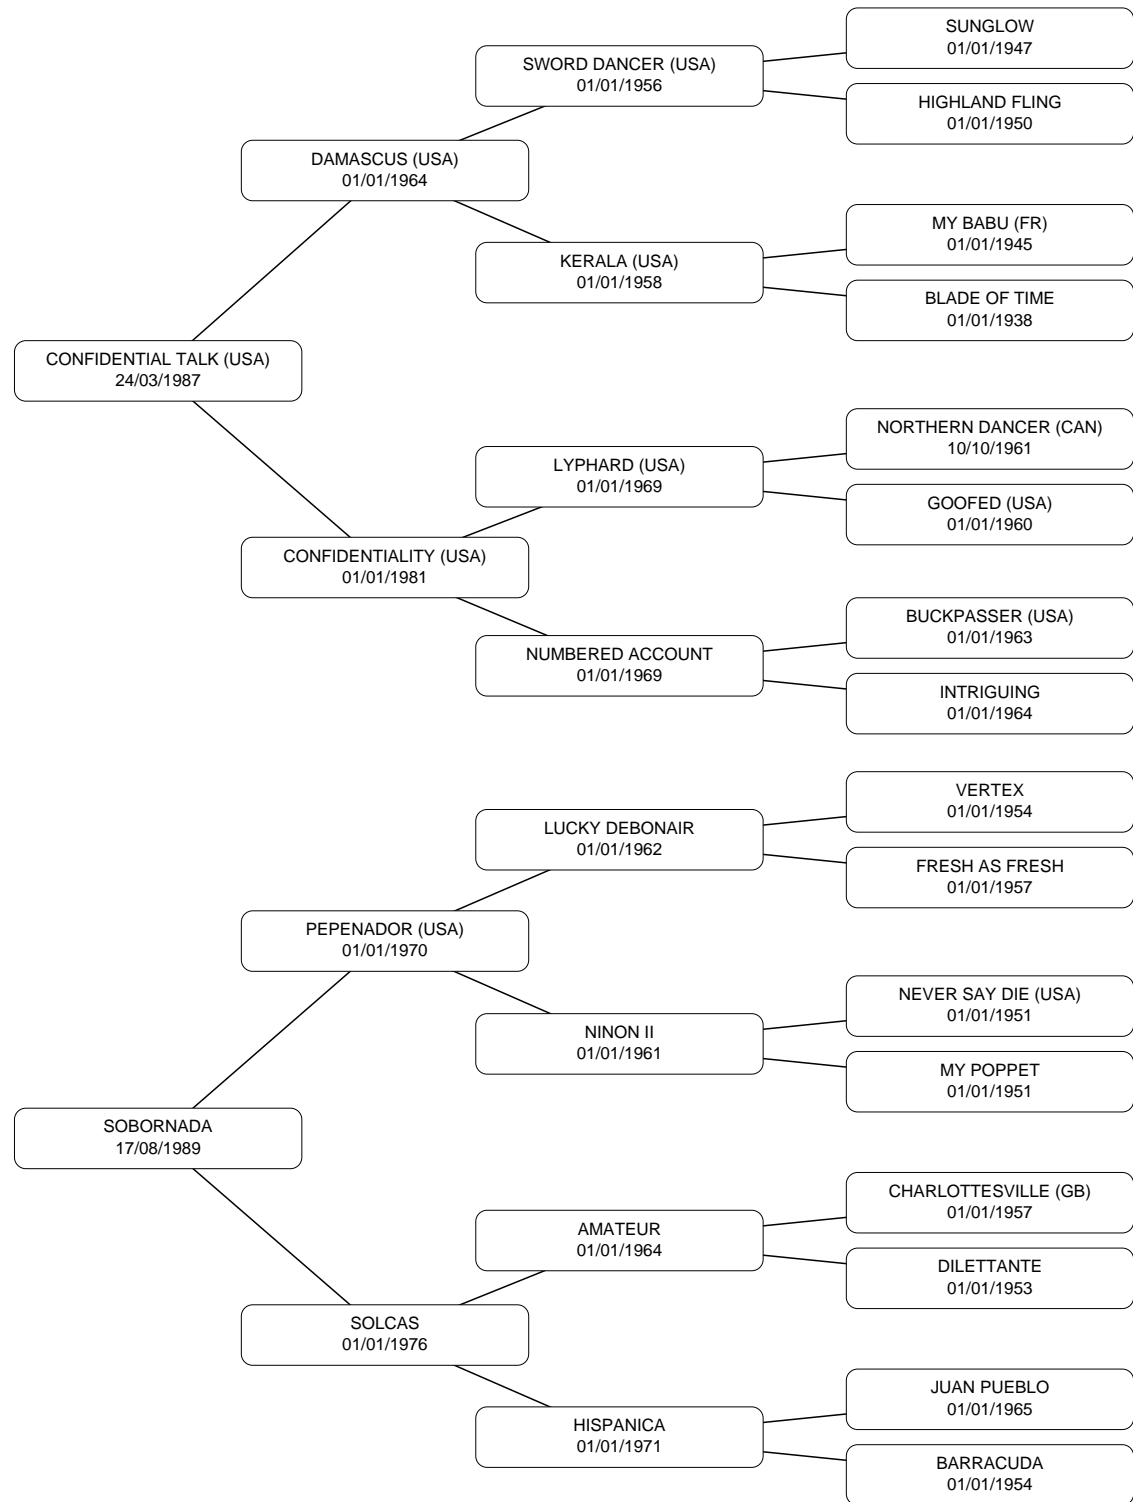 SUNGLOW
01/01/1947
SWORD DANCER (USA)
01/01/1956
HIGHLAND FLING
01/01/1950
DAMASCUS (USA)
01/01/1964
MY BABU (FR)
01/01/1945
KERALA (USA)
01/01/1958
BLADE OF TIME
01/01/1938
CONFIDENTIAL TALK (USA)
24/03/1987
NORTHERN DANCER (CAN)
10/10/1961
LYPHARD (USA)
01/01/1969
GOOFED (USA)
01/01/1960
CONFIDENTIALITY (USA)
01/01/1981
BUCKPASSER (USA)
01/01/1963
NUMBERED ACCOUNT
01/01/1969
INTRIGUING
01/01/1964
VERTEX
01/01/1954
LUCKY DEBONAIR
01/01/1962
FRESH AS FRESH
01/01/1957
PEPENADOR (USA)
01/01/1970
NEVER SAY DIE (USA)
01/01/1951
NINON II
01/01/1961
MY POPPET
01/01/1951
SOBORNADA
17/08/1989
CHARLOTTESVILLE (GB)
01/01/1957
AMATEUR
01/01/1964
DILETTANTE
01/01/1953
SOLCAS
01/01/1976
JUAN PUEBLO
01/01/1965
HISPANICA
01/01/1971
BARRACUDA
01/01/1954